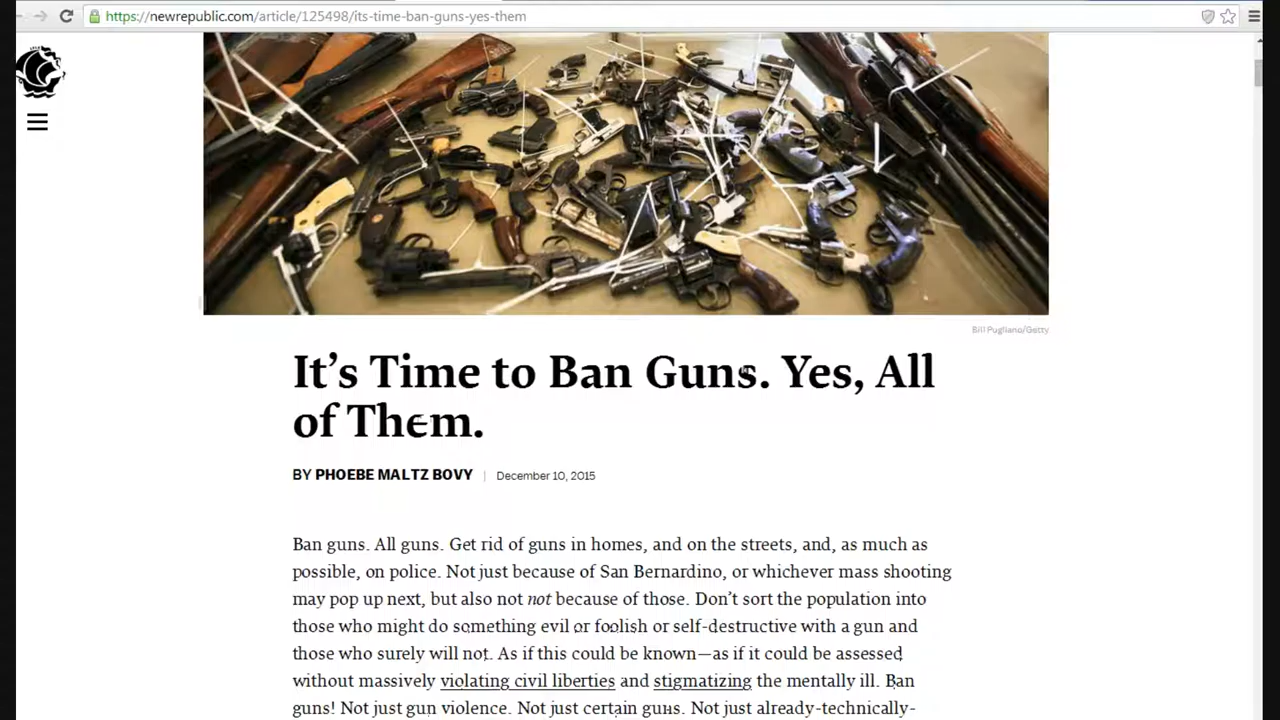 https://newrepublic.com/article/125498/its-time-ban-guns-yes-them
Bill Pugliano/Getty
It's Time to Ban Guns. Yes, All
of Them.
BY PHOEBE MALTZ BOVY | December 10, 2015
Ban guns. All guns. Get rid of guns in homes, and on the streets, and, as much as
possible, on police. Not just because of San Bernardino, or whichever mass shooting
may pop up next, but also not not because of those. Don't sort the population into
those who might do something evil or foolish or self-destructive with a gun and
those who surely will not. As if this could be known—as if it could be assessed
without massively violating civil liberties and stigmatizing the mentally ill. Ban
guns! Not just gun violence. Not just certain guns. Not just already-technically-